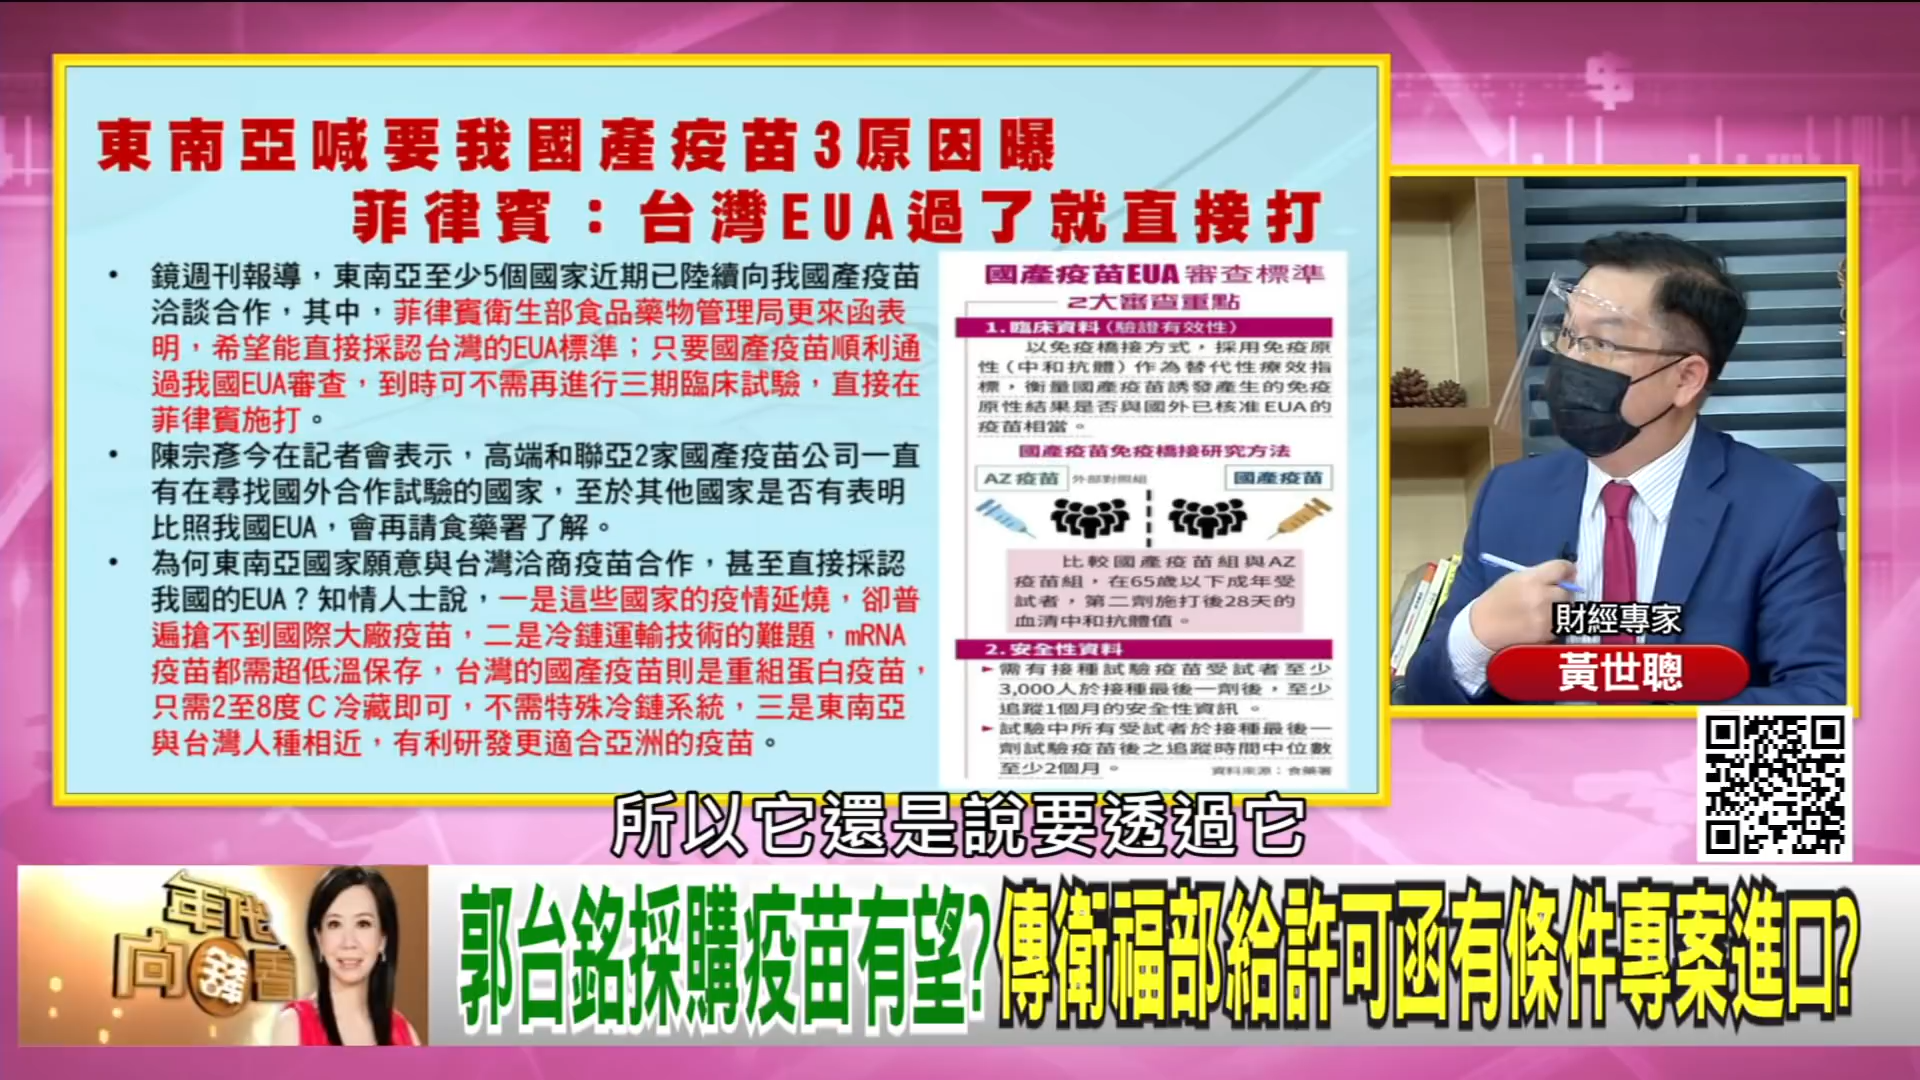 東南亞喊要我國產疫苗3原因曝
菲律賓：台灣EUA過了就直接打
• 鏡週刊報導，東南亞至少5個國家近期已陸續向我國產疫苗
洽談合作，其中，菲律賓衛生部食品藥物管理局更來函表
明，希望能直接採認台灣的EUA標準；只要國產疫苗順利通
過我國EUA審查，到時可不需再進行三期臨床試驗，直接在
菲律賓施打。
• 陳宗彥今在記者會表示，高端和聯亞2家國產疫苗公司一直
有在尋找國外合作試驗的國家，至於其他國家是否有表明
比照我國EUA，會再請食藥署了解。
• 為何東南亞國家願意與台灣洽商疫苗合作，甚至直接採認
我國的EUA？知情人士說，一是這些國家的疫情延燒，卻普
遍搶不到國際大廠疫苗，二是冷鏈運輸技術的難題，mRNA
疫苗都需超低溫保存，台灣的國產疫苗則是重組蛋白疫苗，
只需2至8度C冷藏即可，不需特殊冷鏈系統，三是東南亞
與台灣人種相近，有利研發更適合亞洲的疫苗。
國產疫苗EUA審查標準
2大審查重點
1.臨床資料(驗證有效性)
以免疫橋接方式，採用免疫原
性(中和抗體)作為替代性療效指
標，衡量國產疫苗誘發產生的免疫
原性結果是否與國外已核准EUA的
疫苗相當。
國產疫苗免疫橋接研究方法
AZ疫苗 外部對照組 國產疫苗
比較國產疫苗組與AZ
疫苗組，在65歲以下成年受
試者，第二劑施打後28天的
血清中和抗體值。
2.安全性資料
►需有接種試驗疫苗受試者至少
3,000人於接種最後一劑後，至少
追蹤1個月的安全性資訊。
►試驗中所有受試者於接種最後一
劑試驗疫苗後之追蹤時間中位數
至少2個月。
資料來源：食藥署
財經專家
黃世聰
所以它還是說要透過它
年代
向錢看
郭台銘採購疫苗有望?傳衛福部給許可函有條件專案進口?